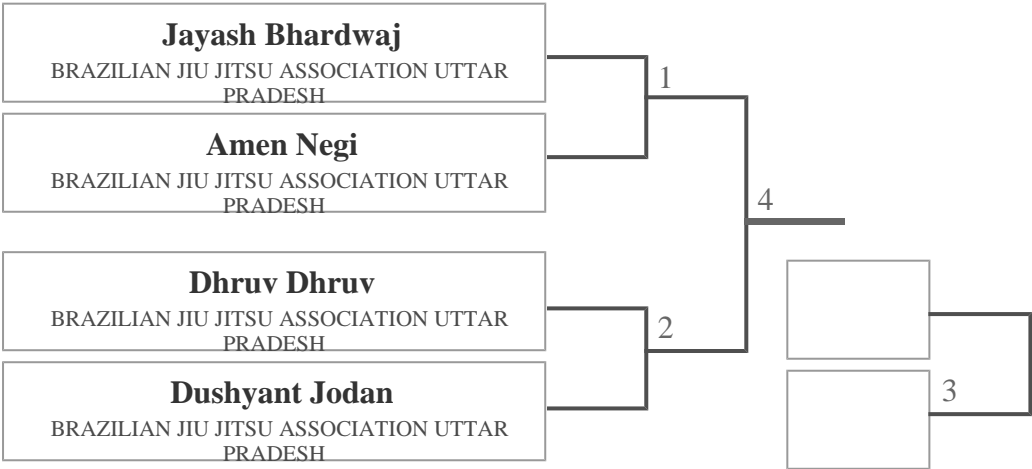 Jayash Bhardwaj
BRAZILIAN JIU JITSU ASSOCIATION UTTAR
PRADESH
1
Amen Negi
BRAZILIAN JIU JITSU ASSOCIATION UTTAR
PRADESH
4
Dhruv Dhruv
BRAZILIAN JIU JITSU ASSOCIATION UTTAR
PRADESH
2
Dushyant Jodan
BRAZILIAN JIU JITSU ASSOCIATION UTTAR
PRADESH
3